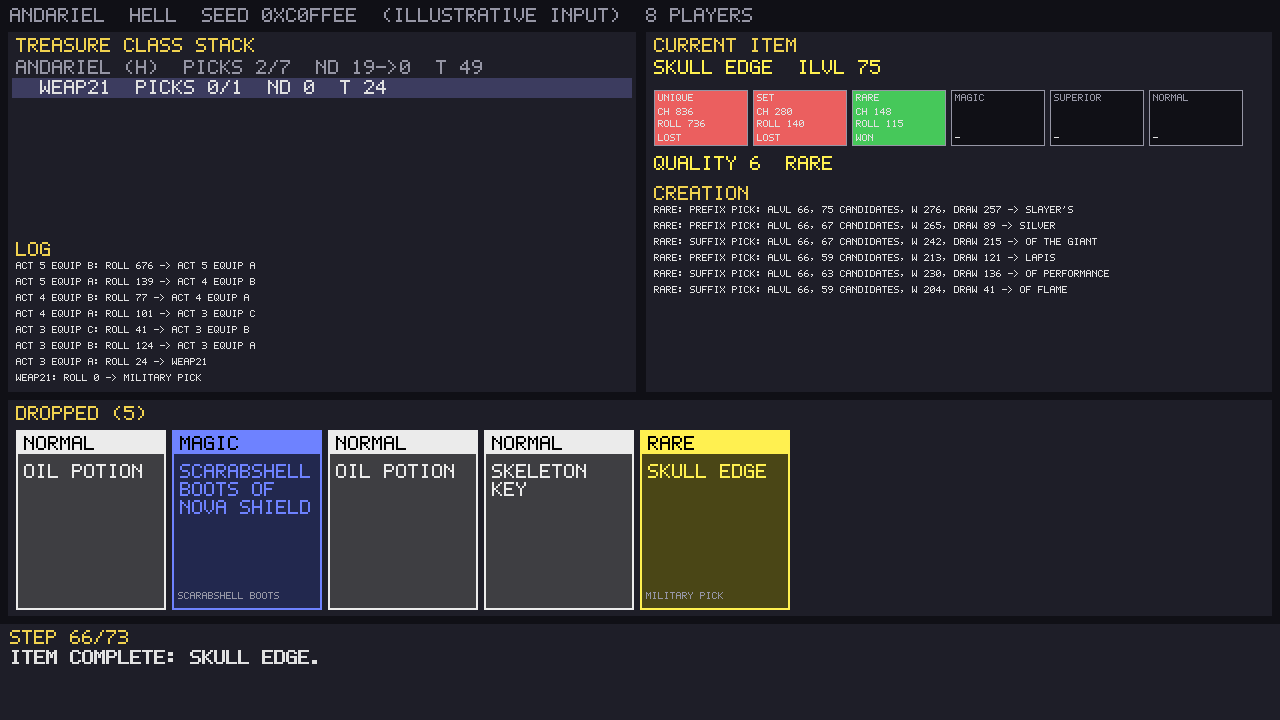 ANDARIEL  HELL  SEED 0XC0FFEE  (ILLUSTRATIVE INPUT)  8 PLAYERS
TREASURE CLASS STACK
ANDARIEL (H)  PICKS 2/7  ND 19->0  T 49
WEAP21  PICKS 0/1  ND 0  T 24
LOG
ACT 5 EQUIP B: ROLL 676 -> ACT 5 EQUIP A
ACT 5 EQUIP A: ROLL 139 -> ACT 4 EQUIP B
ACT 4 EQUIP B: ROLL 77 -> ACT 4 EQUIP A
ACT 4 EQUIP A: ROLL 101 -> ACT 3 EQUIP C
ACT 3 EQUIP C: ROLL 41 -> ACT 3 EQUIP B
ACT 3 EQUIP B: ROLL 124 -> ACT 3 EQUIP A
ACT 3 EQUIP A: ROLL 24 -> WEAP21
WEAP21: ROLL 0 -> MILITARY PICK
CURRENT ITEM
SKULL EDGE  ILVL 75
UNIQUE
CH 836
ROLL 736
LOST
SET
CH 280
ROLL 140
LOST
RARE
CH 148
ROLL 115
WON
MAGIC
-
SUPERIOR
-
NORMAL
-
QUALITY 6  RARE
CREATION
RARE: PREFIX PICK: ALVL 66, 75 CANDIDATES, W 276, DRAW 257 -> SLAYER'S
RARE: PREFIX PICK: ALVL 66, 67 CANDIDATES, W 265, DRAW 89 -> SILVER
RARE: SUFFIX PICK: ALVL 66, 67 CANDIDATES, W 242, DRAW 215 -> OF THE GIANT
RARE: PREFIX PICK: ALVL 66, 59 CANDIDATES, W 213, DRAW 121 -> LAPIS
RARE: SUFFIX PICK: ALVL 66, 63 CANDIDATES, W 230, DRAW 136 -> OF PERFORMANCE
RARE: SUFFIX PICK: ALVL 66, 59 CANDIDATES, W 204, DRAW 41 -> OF FLAME
DROPPED (5)
NORMAL
OIL POTION
MAGIC
SCARABSHELL
BOOTS OF
NOVA SHIELD
SCARABSHELL BOOTS
NORMAL
OIL POTION
NORMAL
SKELETON
KEY
RARE
SKULL EDGE
MILITARY PICK
STEP 66/73
ITEM COMPLETE: SKULL EDGE.